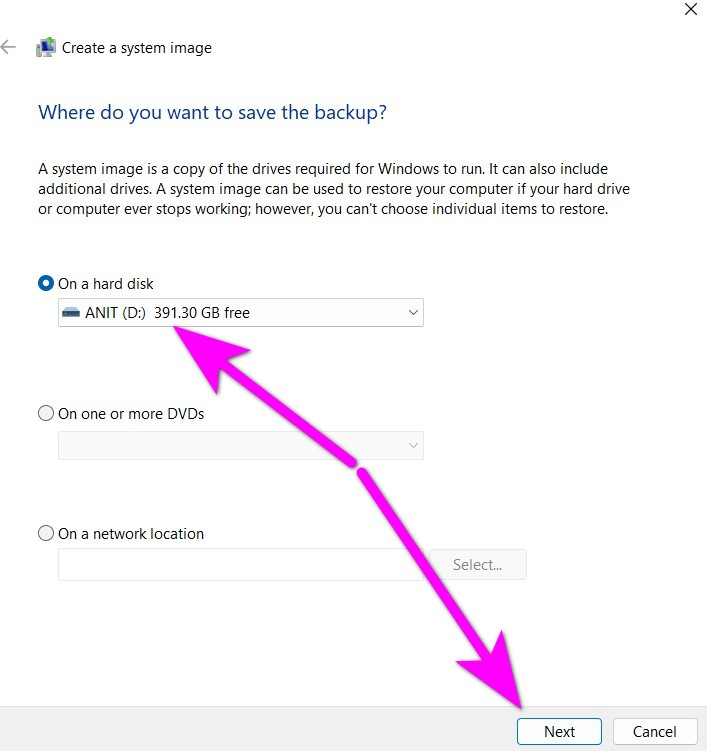 Create a system image
Where do you want to save the backup?
A system image is a copy of the drives required for Windows to run. It can also include
additional drives. A system image can be used to restore your computer if your hard drive
or computer ever stops working; however, you can't choose individual items to restore.
On a hard disk
ANIT (D:)  391.30 GB free
On one or more DVDs
On a network location
Select...
Next
Cancel